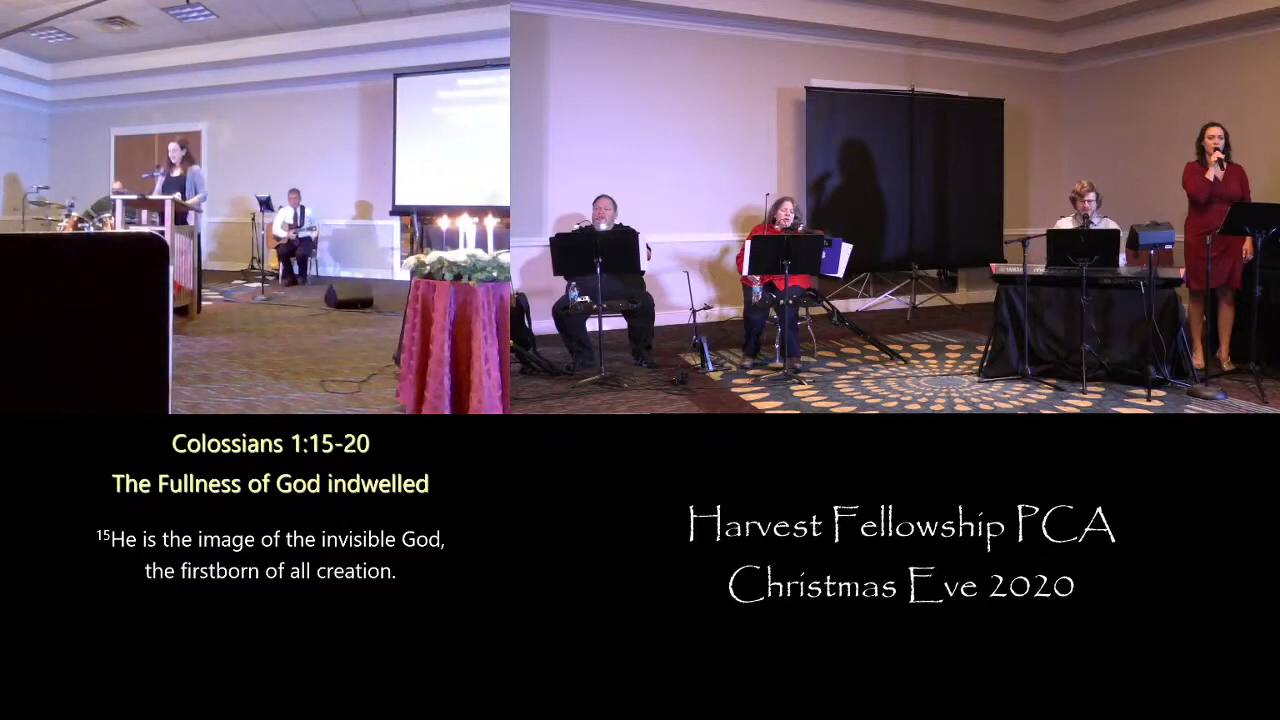 Colossians 1:15-20
The Fullness of God indwelled
15He is the image of the invisible God,
the firstborn of all creation.
Harvest Fellowship PCA
Christmas Eve 2020